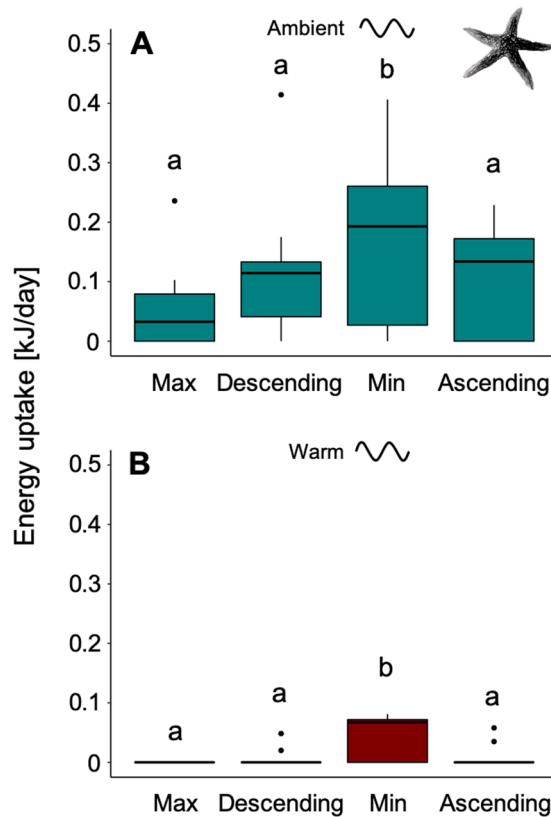 A
Ambient
a
a
b
a
0.5
0.4
0.3
0.2
0.1
0
Max Descending Min Ascending
Energy uptake [kJ/day]
B
Warm
a
a
b
a
0.5
0.4
0.3
0.2
0.1
0
Max Descending Min Ascending